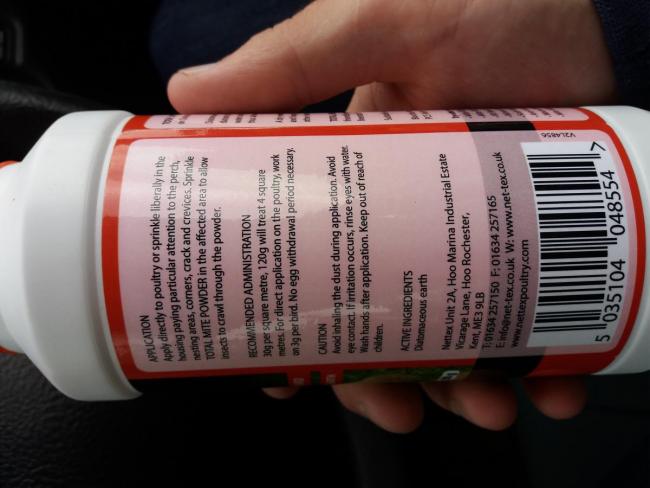 APPLICATION
Apply directly to poultry or sprinkle liberally in the
housing paying particular attention to the perch,
nesting areas, corners, crack and crevices. Sprinkle
TOTAL MITE POWDER in the affected area to allow
insects to crawl through the powder.
RECOMMENDED ADMINISTRATION
30g per square metre, 120g will treat 4 square
metres. For direct application on the poultry, work
on 3g per bird. No egg withdrawal period necessary.
CAUTION
Avoid inhaling the dust during application. Avoid
eye contact. If irritation occurs, rinse eyes with water.
Wash hands after application. Keep out of reach of
children.
ACTIVE INGREDIENTS
Diatomaceous earth
Nettex Unit 2A, Hoo Marina Industrial Estate
Vicarage Lane, Hoo Rochester,
Kent, ME3 9LB
T: 01634 257150 F: 01634 257165
E: info@net-tex.co.uk W: www.net-tex.co.uk
www.nettexpoultry.com
5 035104 048554 7
V2L4856